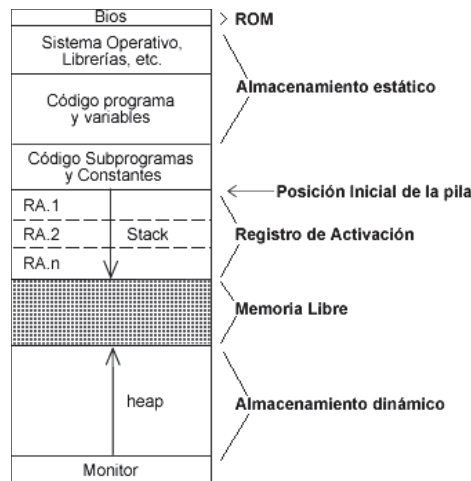 Bios
ROM
Sistema Operativo,
Librerías, etc.
Almacenamiento estático
Código programa
y variables
Código Subprogramas
y Constantes
Posición Inicial de la pila
RA.1
RA.2
Stack
RA.n
Registro de Activación
Memoria Libre
heap
Almacenamiento dinámico
Monitor